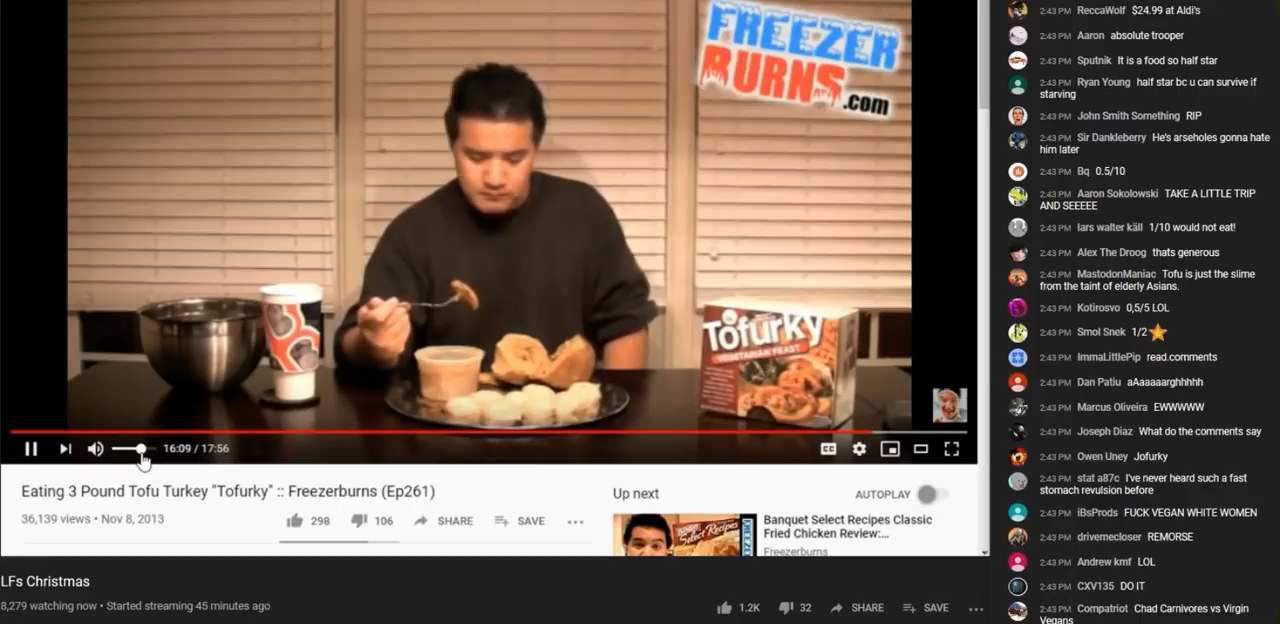 FREEZER
BURNS
.com
Tofurky
VEGETARIAN FEAST
16:09 / 17:56
CC
Eating 3 Pound Tofu Turkey "Tofurky" :: Freezerburns (Ep261)
36,139 views • Nov 8, 2013
298
106
SHARE
SAVE
Up next
AUTOPLAY
Select Recipes
Banquet Select Recipes Classic
Fried Chicken Review:...
Freezerburns
LFs Christmas
8,279 watching now • Started streaming 45 minutes ago
1.2K
32
SHARE
SAVE
2:43 PM ReccaWolf $24.99 at Aldi's
2:43 PM Aaron absolute trooper
2:43 PM Sputnik It is a food so half star
2:43 PM Ryan Young half star bc u can survive if
starving
2:43 PM John Smith Something RIP
2:43 PM Sir Dankleberry He's arseholes gonna hate
him later
2:43 PM Bq 0.5/10
2:43 PM Aaron Sokolowski TAKE A LITTLE TRIP
AND SEEEEE
2:43 PM lars walter käll 1/10 would not eat!
2:43 PM Alex The Droog thats generous
2:43 PM MastodonManiac Tofu is just the slime
from the taint of elderly Asians.
2:43 PM Kotirosvo 0,5/5 LOL
2:43 PM Smol Snek 1/2
2:43 PM ImmaLittlePip read.comments
2:43 PM Dan Patiu aAaaaaarghhhhh
2:43 PM Marcus Oliveira EWWWWW
2:43 PM Joseph Diaz What do the comments say
2:43 PM Owen Uney Jofurky
2:43 PM stat a87c I've never heard such a fast
stomach revulsion before
2:43 PM iBsProds FUCK VEGAN WHITE WOMEN
2:43 PM drivemecloser REMORSE
2:43 PM Andrew kmf LOL
2:43 PM CXV135 DO IT
2:43 PM Compatriot Chad Carnivores vs Virgin
Vegans